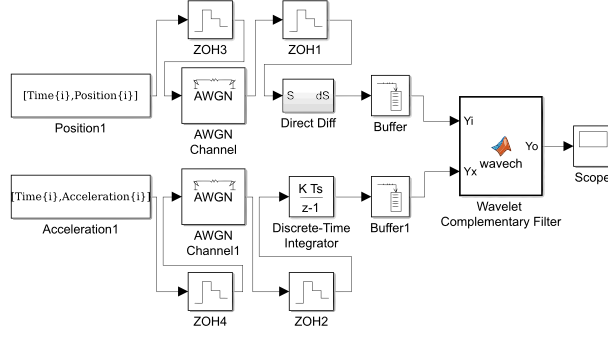 ZOH3
ZOH1
[Time{i},Position{i}]
Position1
AWGN
AWGN
Channel
S dS
Direct Diff
Buffer
Yi
Yx
Yo
wavech
Wavelet
Complementary Filter
Scope
[Time{i},Acceleration{i}]
Acceleration1
AWGN
AWGN
Channel1
K Ts
z-1
Discrete-Time
Integrator
Buffer1
ZOH4
ZOH2